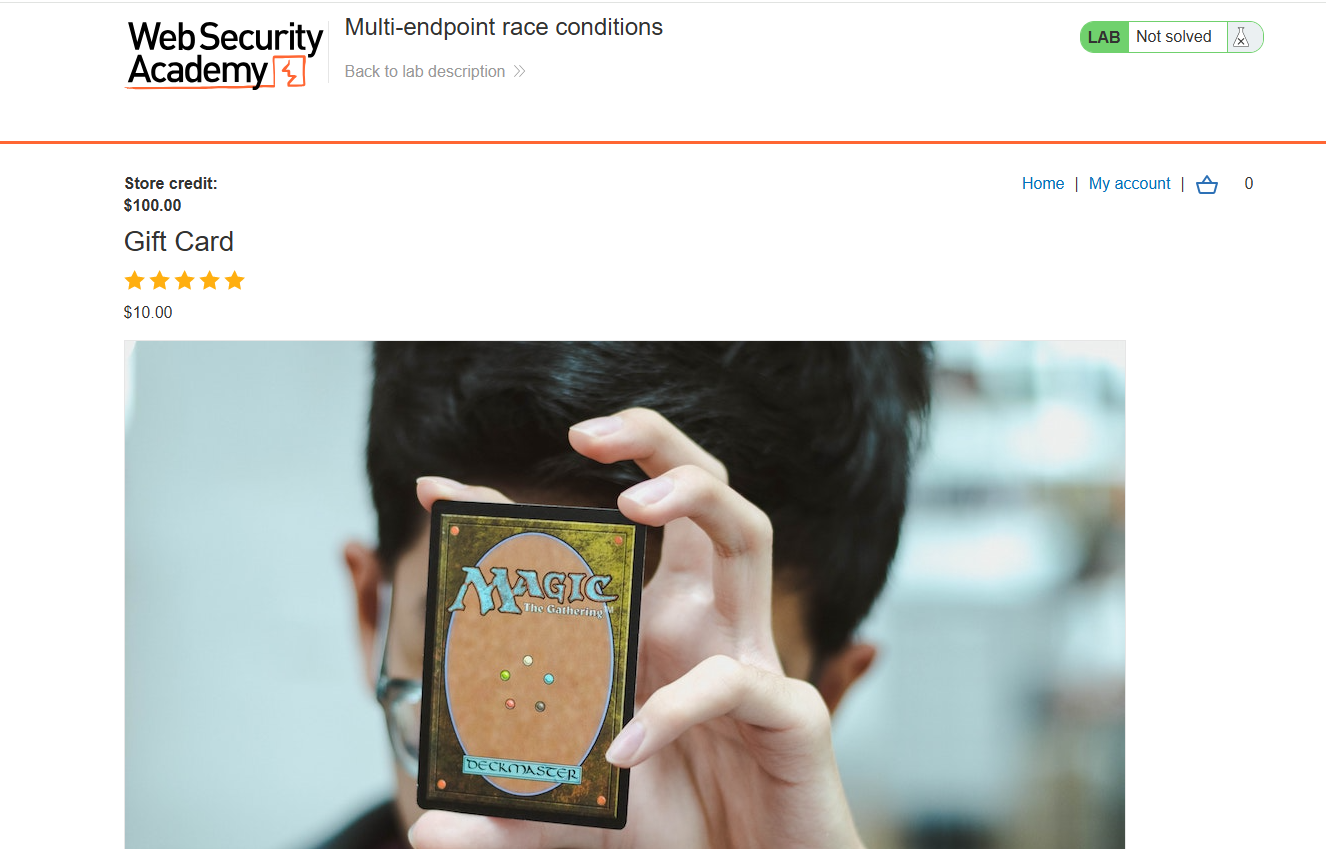 Web Security
Academy
Multi-endpoint race conditions
Back to lab description
LAB Not solved
Store credit:
$100.00
Home | My account | 0
Gift Card
$10.00
MAGIC
The Gathering™
DECKMASTER